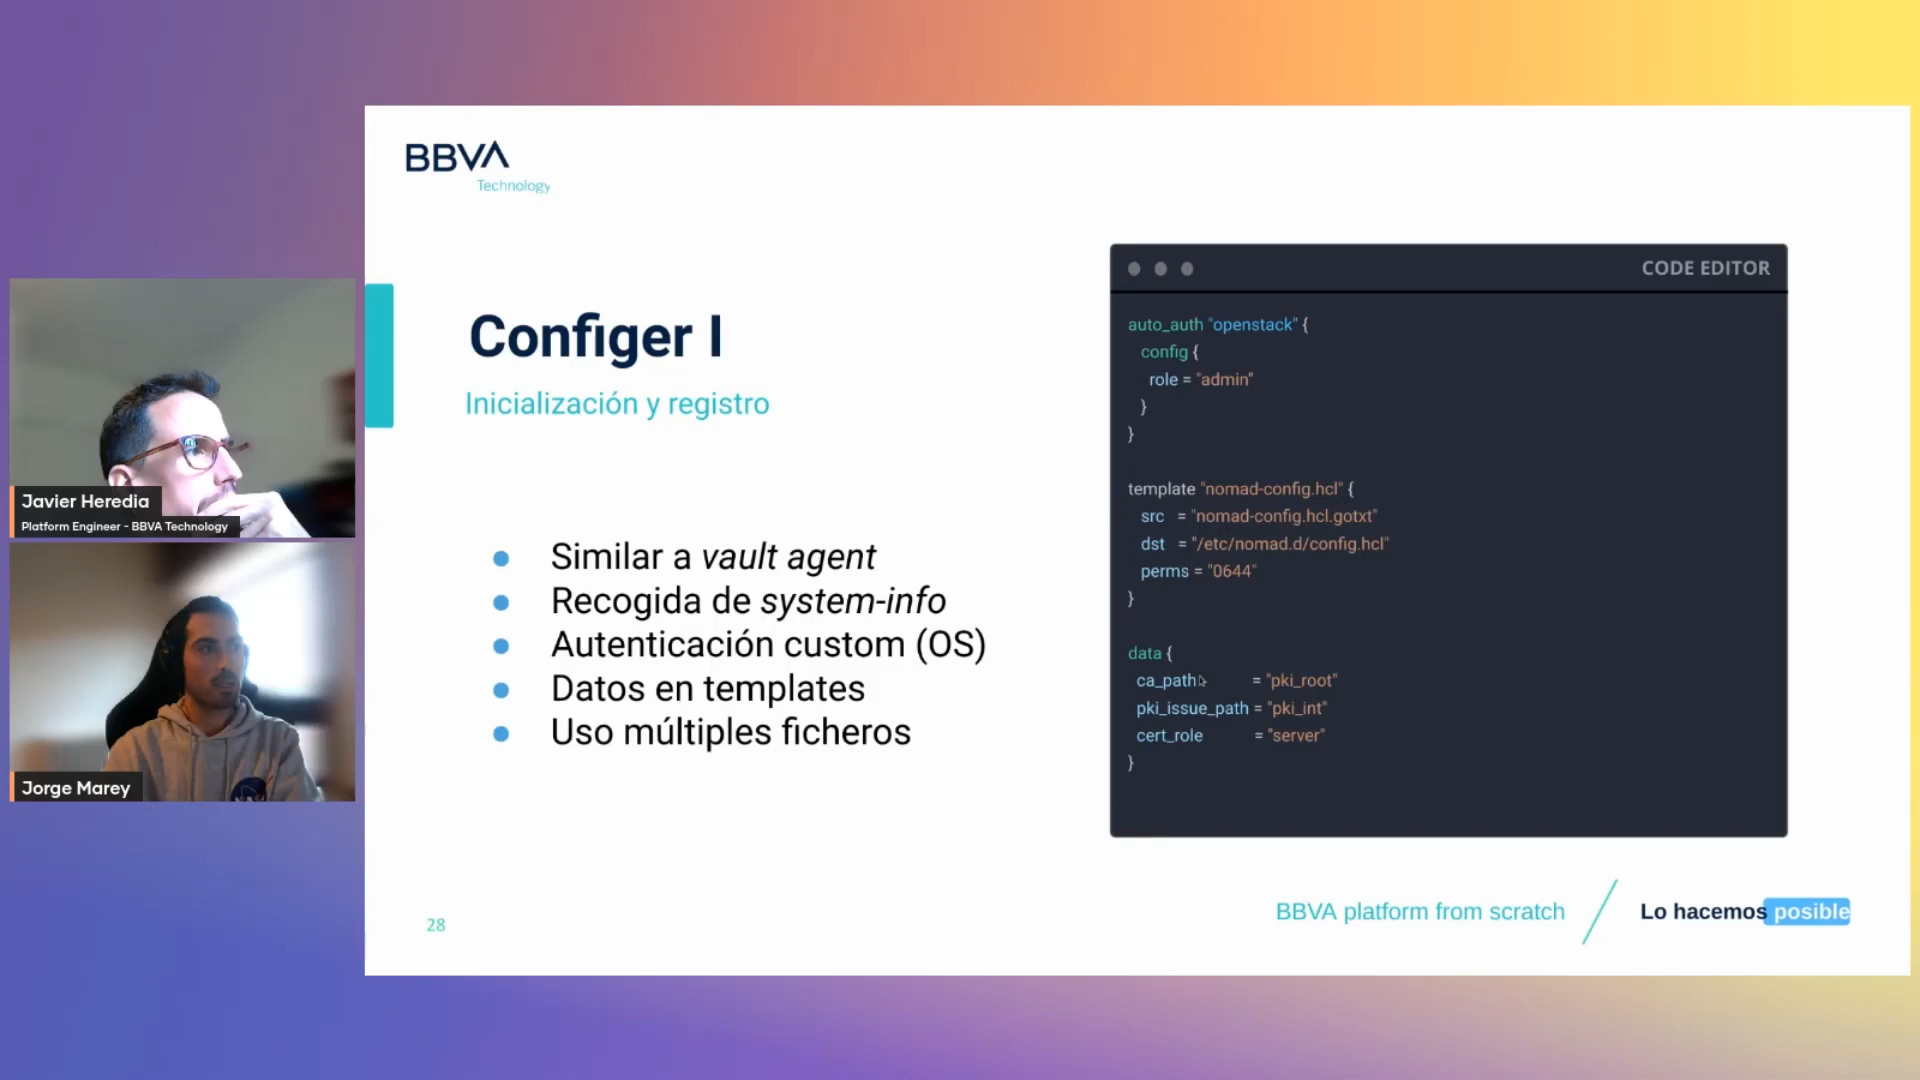 BBVA
Technology
Configer I
Inicialización y registro
Similar a vault agent
Recogida de system-info
Autenticación custom (OS)
Datos en templates
Uso múltiples ficheros
CODE EDITOR
auto_auth "openstack" {
config {
role = "admin"
}
}
template "nomad-config.hcl" {
src = "nomad-config.hcl.gotxt"
dst = "/etc/nomad.d/config.hcl"
perms = "0644"
}
data {
ca_path = "pki_root"
pki_issue_path = "pki_int"
cert_role = "server"
}
28
BBVA platform from scratch
Lo hacemos posible
Javier Heredia
Platform Engineer - BBVA Technology
Jorge Marey